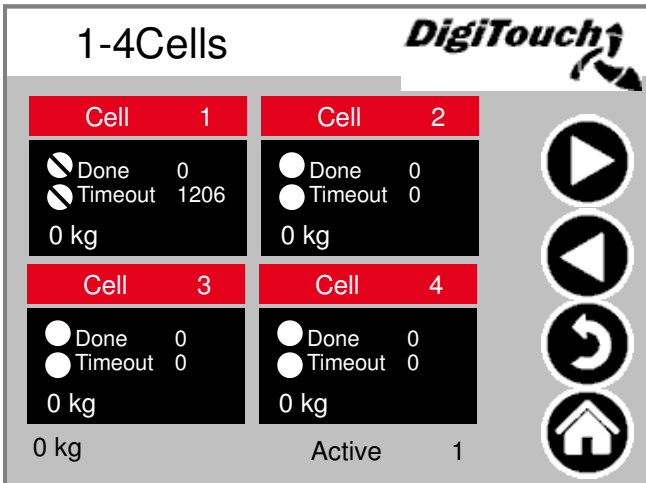 1-4Cells
DigiTouch
Cell 1
Done 0
Timeout 1206
0 kg
Cell 2
Done 0
Timeout 0
0 kg
Cell 3
Done 0
Timeout 0
0 kg
Cell 4
Done 0
Timeout 0
0 kg
0 kg
Active 1